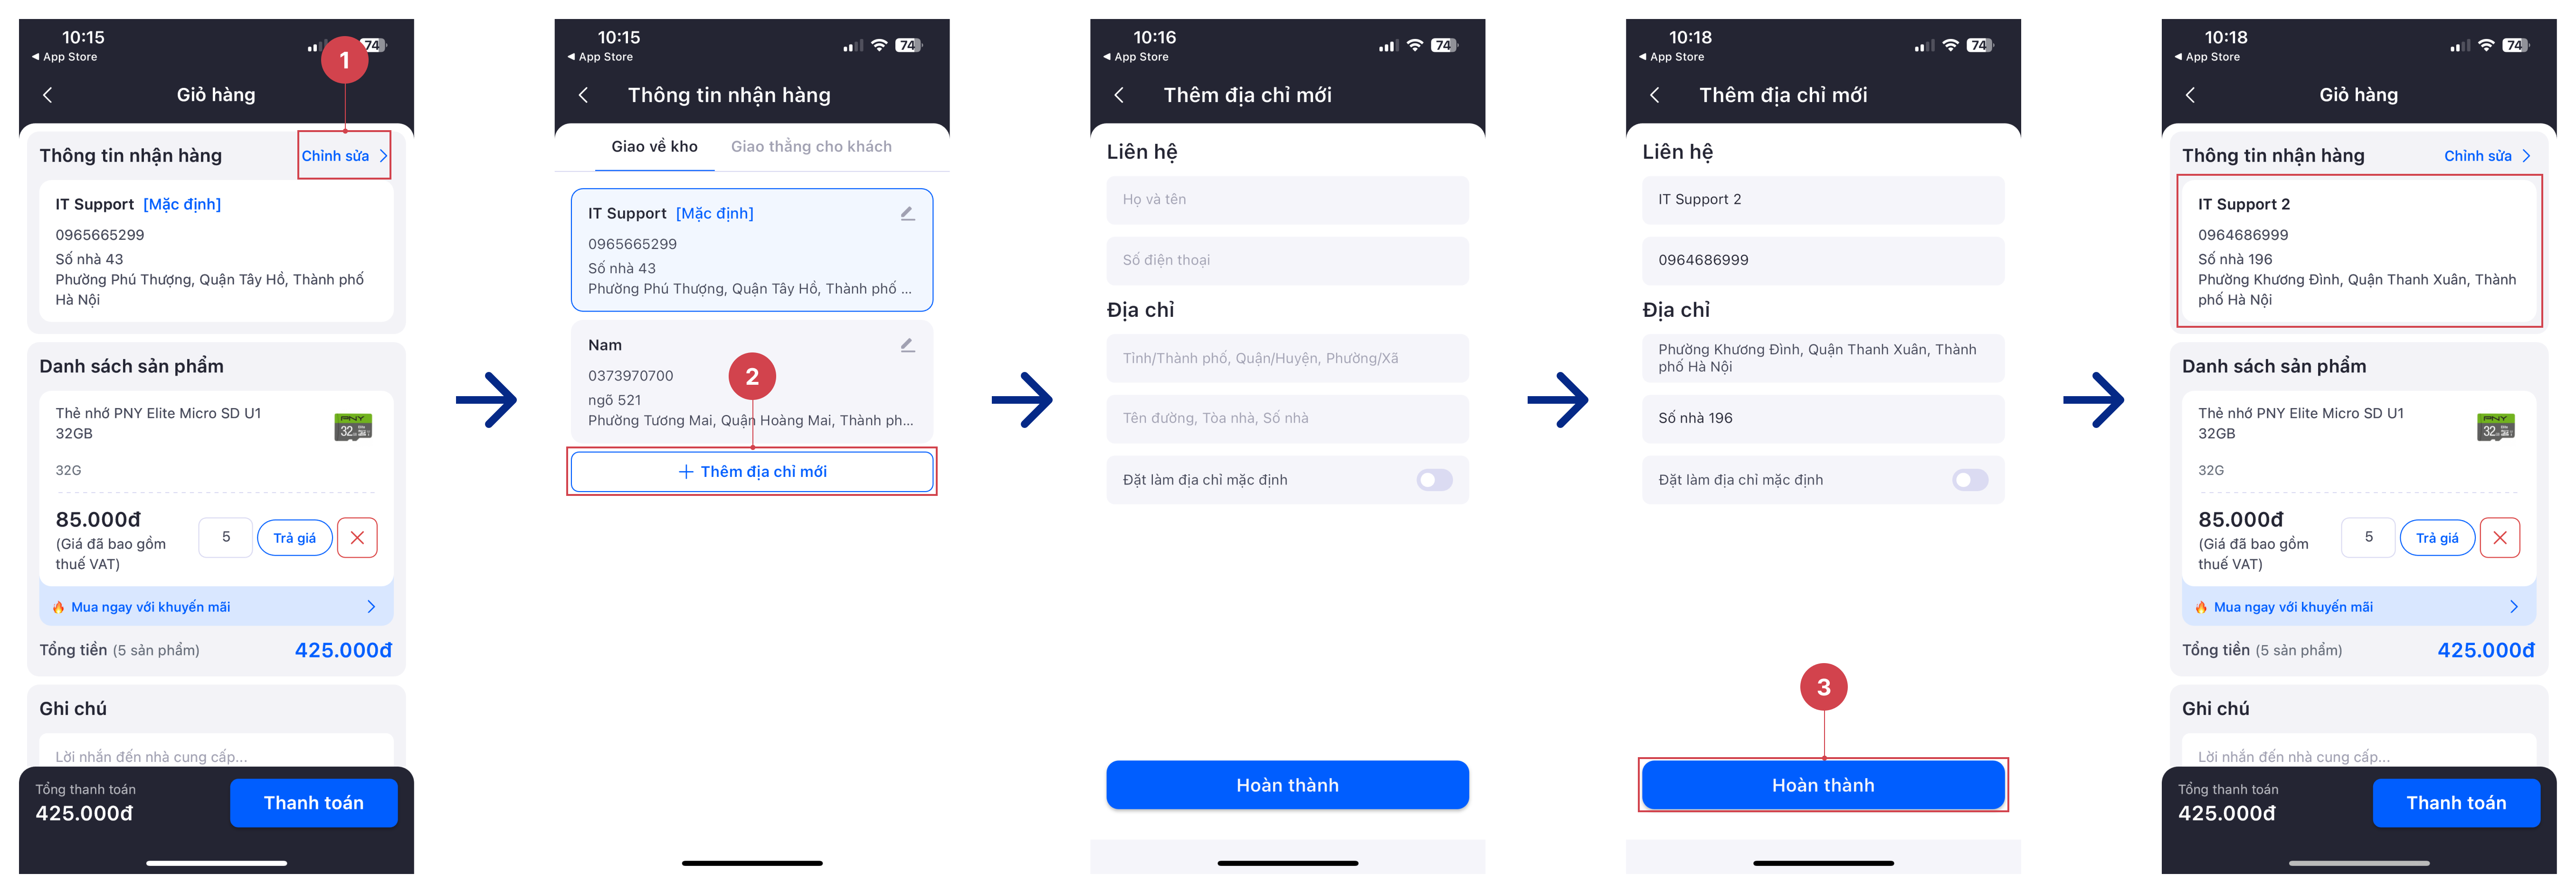 10:15
74
◀ App Store
1
Giỏ hàng
Thông tin nhận hàng
Chỉnh sửa
IT Support [Mặc định]
0965665299
Số nhà 43
Phường Phú Thượng, Quận Tây Hồ, Thành phố
Hà Nội
Danh sách sản phẩm
Thẻ nhớ PNY Elite Micro SD U1
32GB
PNY
32
32G
85.000đ
(Giá đã bao gồm
thuế VAT)
5
Trả giá
Mua ngay với khuyến mãi
Tổng tiền (5 sản phẩm)
425.000đ
Ghi chú
Lời nhắn đến nhà cung cấp...
Tổng thanh toán
425.000đ
Thanh toán
10:15
74
◀ App Store
Thông tin nhận hàng
Giao về kho
Giao thẳng cho khách
IT Support [Mặc định]
0965665299
Số nhà 43
Phường Phú Thượng, Quận Tây Hồ, Thành phố ...
Nam
0373970700
2
ngõ 521
Phường Tương Mai, Quận Hoàng Mai, Thành ph...
+ Thêm địa chỉ mới
10:16
74
◀ App Store
Thêm địa chỉ mới
Liên hệ
Họ và tên
Số điện thoại
Địa chỉ
Tỉnh/Thành phố, Quận/Huyện, Phường/Xã
Tên đường, Tòa nhà, Số nhà
Đặt làm địa chỉ mặc định
Hoàn thành
10:18
74
◀ App Store
Thêm địa chỉ mới
Liên hệ
IT Support 2
0964686999
Địa chỉ
Phường Khương Đình, Quận Thanh Xuân, Thành
phố Hà Nội
Số nhà 196
Đặt làm địa chỉ mặc định
3
Hoàn thành
10:18
74
◀ App Store
Giỏ hàng
Thông tin nhận hàng
Chỉnh sửa
IT Support 2
0964686999
Số nhà 196
Phường Khương Đình, Quận Thanh Xuân, Thành
phố Hà Nội
Danh sách sản phẩm
Thẻ nhớ PNY Elite Micro SD U1
32GB
PNY
32
32G
85.000đ
(Giá đã bao gồm
thuế VAT)
5
Trả giá
Mua ngay với khuyến mãi
Tổng tiền (5 sản phẩm)
425.000đ
Ghi chú
Lời nhắn đến nhà cung cấp...
Tổng thanh toán
425.000đ
Thanh toán